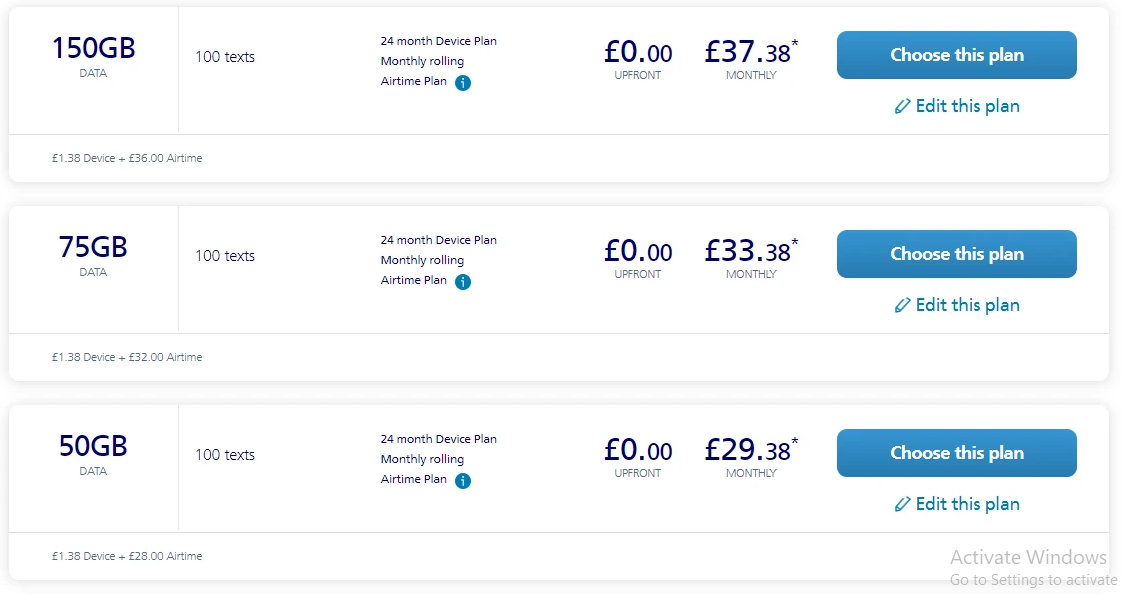 150GB
DATA
100 texts
24 month Device Plan
Monthly rolling
Airtime Plan i
£0.00
UPFRONT
£37.38*
MONTHLY
Choose this plan
Edit this plan
£1.38 Device + £36.00 Airtime
75GB
DATA
100 texts
24 month Device Plan
Monthly rolling
Airtime Plan i
£0.00
UPFRONT
£33.38*
MONTHLY
Choose this plan
Edit this plan
£1.38 Device + £32.00 Airtime
50GB
DATA
100 texts
24 month Device Plan
Monthly rolling
Airtime Plan i
£0.00
UPFRONT
£29.38*
MONTHLY
Choose this plan
Edit this plan
£1.38 Device + £28.00 Airtime
Activate Windows
Go to Settings to activate